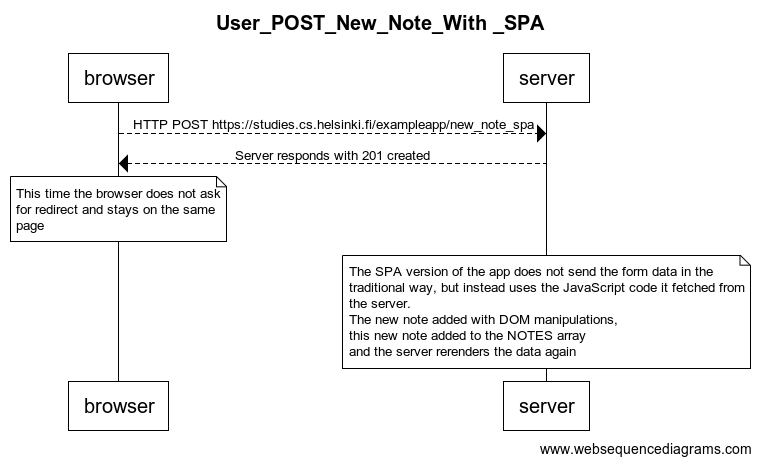 User_POST_New_Note_With _SPA
browser
server
HTTP POST https://studies.cs.helsinki.fi/exampleapp/new_note_spa
Server responds with 201 created
This time the browser does not ask
for redirect and stays on the same
page
The SPA version of the app does not send the form data in the
traditional way, but instead uses the JavaScript code it fetched from
the server.
The new note added with DOM manipulations,
this new note added to the NOTES array
and the server rerenders the data again
browser
server
www.websequencediagrams.com